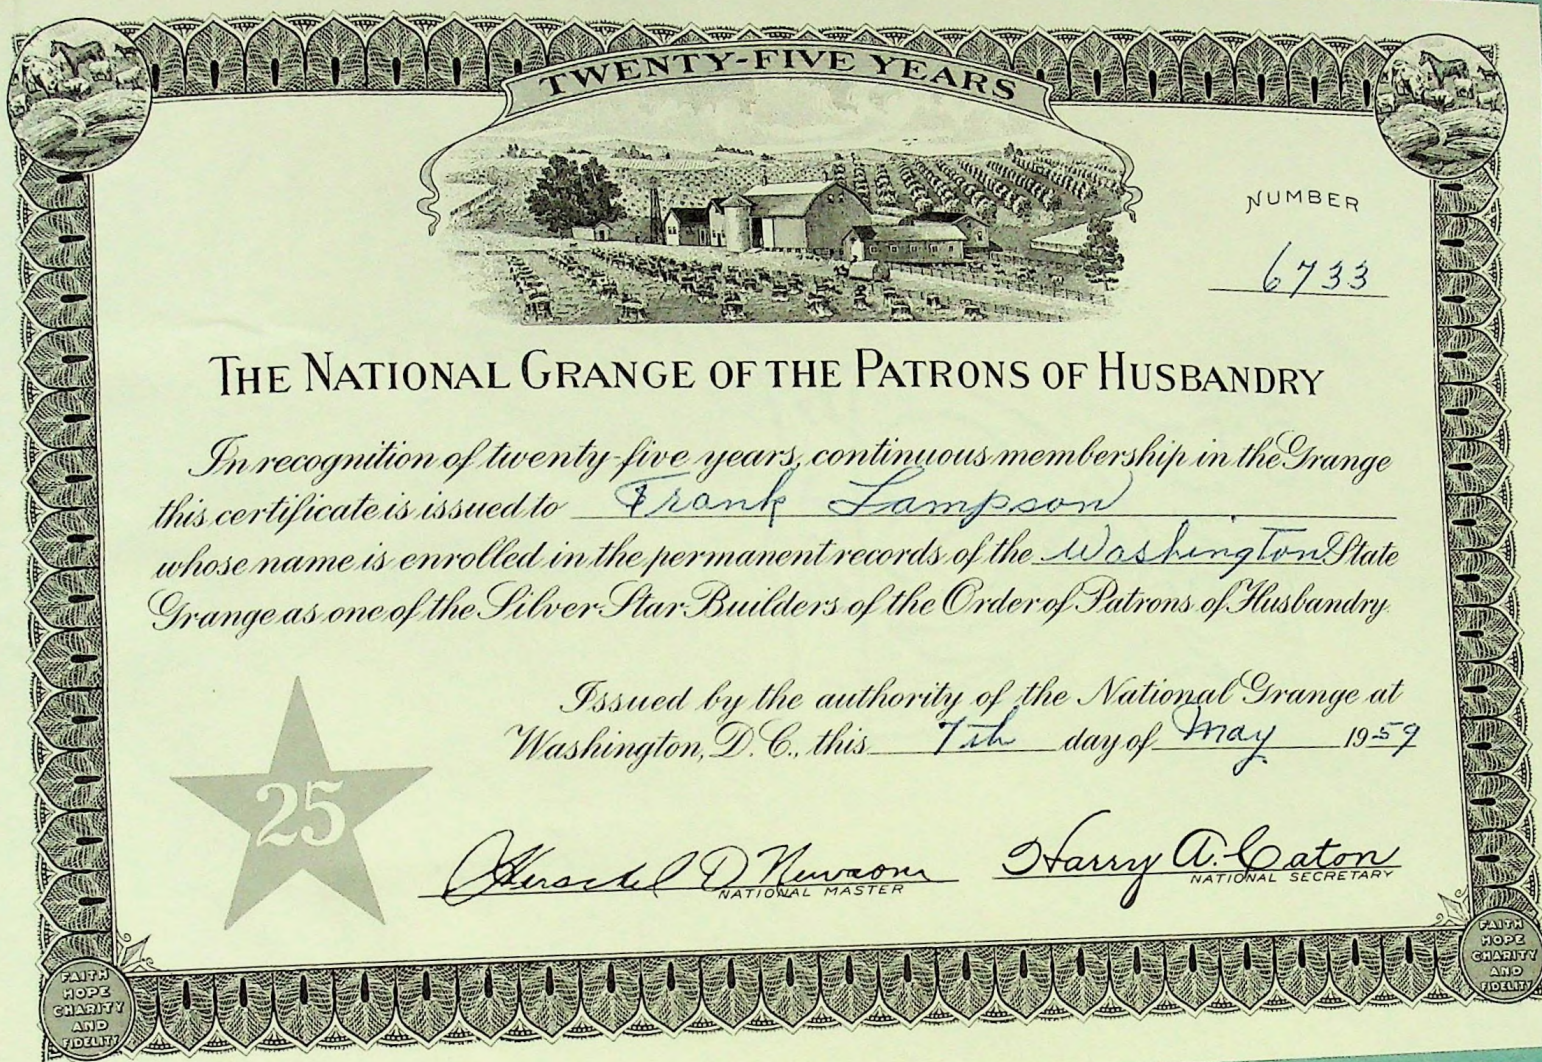 TWENTY-FIVE YEARS
NUMBER
6733
THE NATIONAL GRANGE OF THE PATRONS OF HUSBANDRY
In recognition of twenty-five years, continuous membership in the Grange
this certificate is issued to Frank Lampson
whose name is enrolled in the permanent records of the Washington State
Grange as one of the Silver Star Builders of the Order of Patrons of Husbandry.
Issued by the authority of the National Grange at
Washington, D.C., this 7th day of May 1959
25
Herschel D Newsom
NATIONAL MASTER
Harry A. Caton
NATIONAL SECRETARY
FAITH
HOPE
CHARITY
AND
FIDELITY
FAITH
HOPE
CHARITY
AND
FIDELITY